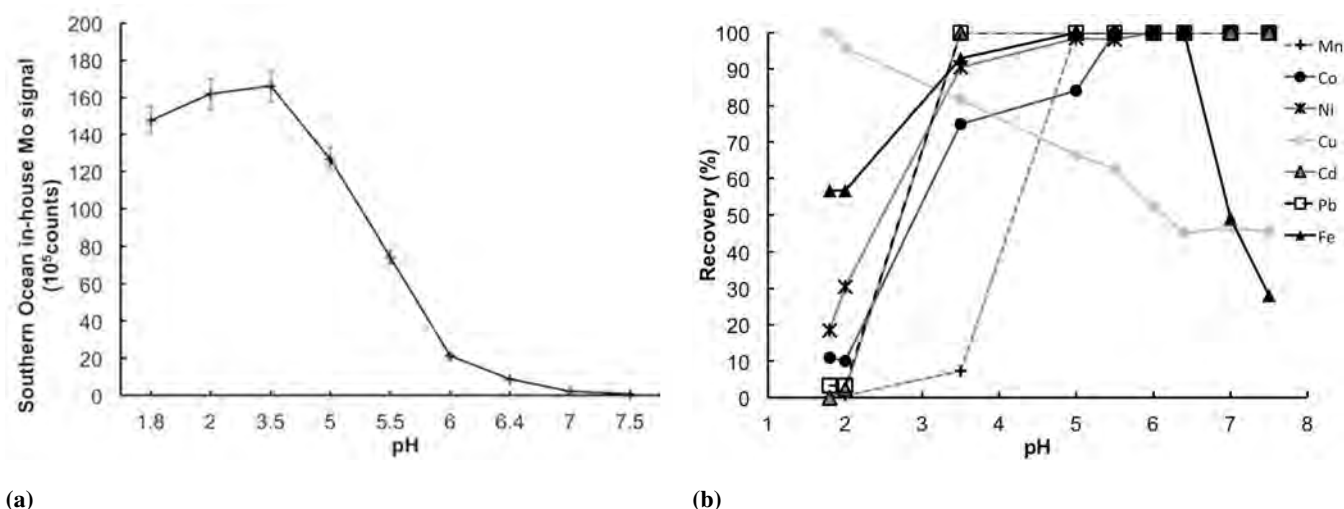 Southern Ocean in-house Mo signal
(10⁵counts)
200
180
160
140
120
100
80
60
40
20
0
1.8 2 3.5 5 5.5 6 6.4 7 7.5
pH
(a)
Recovery (%)
100
90
80
70
60
50
40
30
20
10
0
1 2 3 4 5 6 7 8
pH
Mn
Co
Ni
Cu
Cd
Pb
Fe
(b)